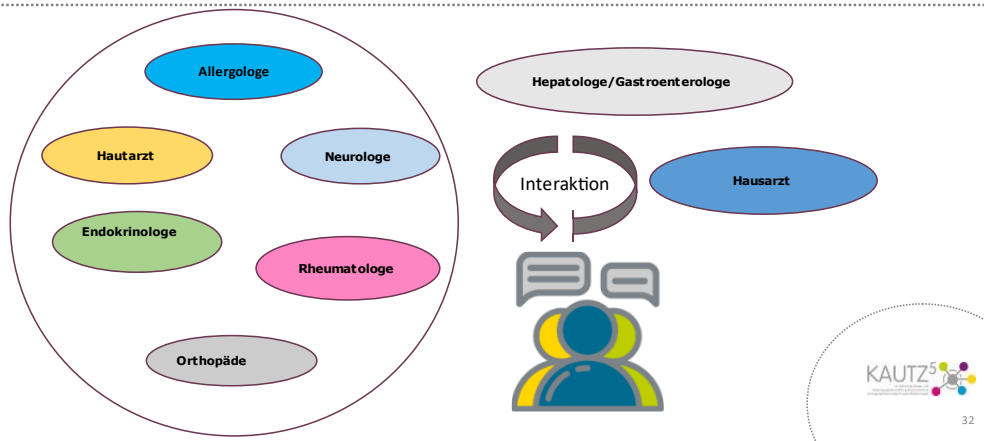 Allergologe
Hepatologe/Gastroenterologe
Hautarzt
Neurologe
Interaktion
Hausarzt
Endokrinologe
Rheumatologe
Orthopäde
KAUTZ5
32